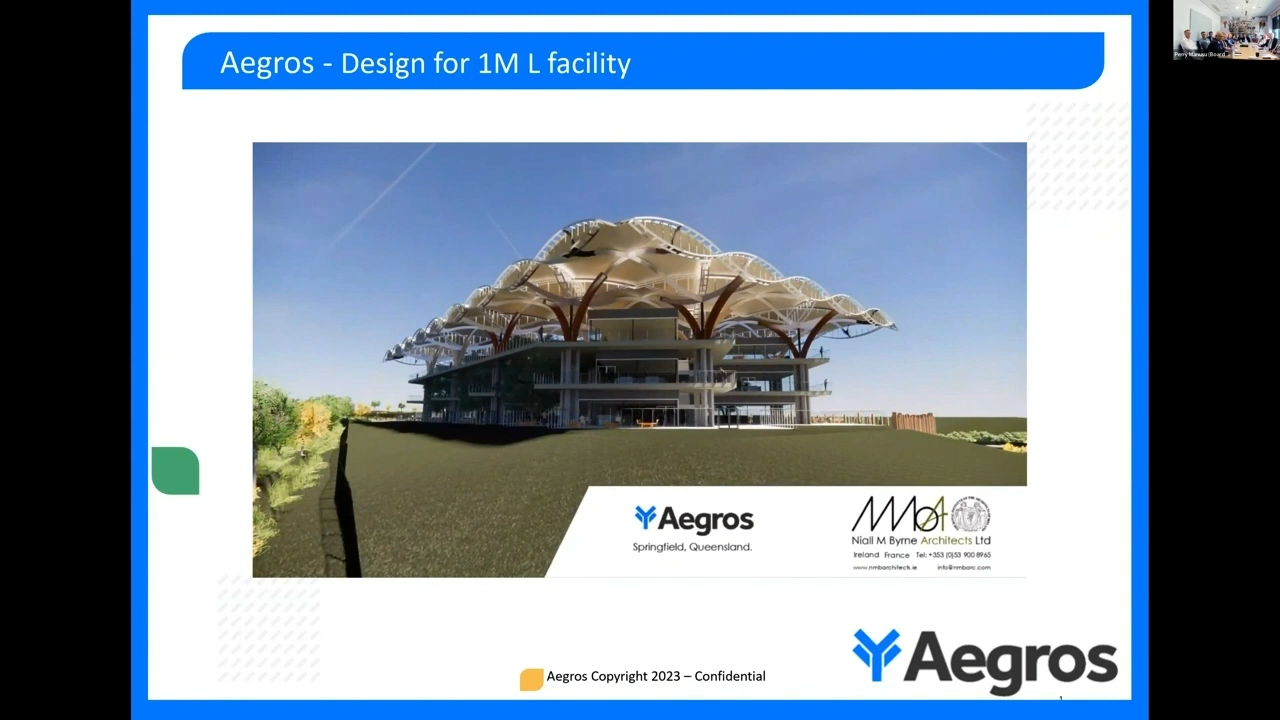 Aegros - Design for 1M L facility
Aegros
Springfield, Queensland.
NMBA
Niall M Byrne Architects Ltd
Ireland France Tel: +353 (0)53 900 8965
www.nmbarchitects.ie info@nmbarc.com
Aegros Copyright 2023 – Confidential
Aegros